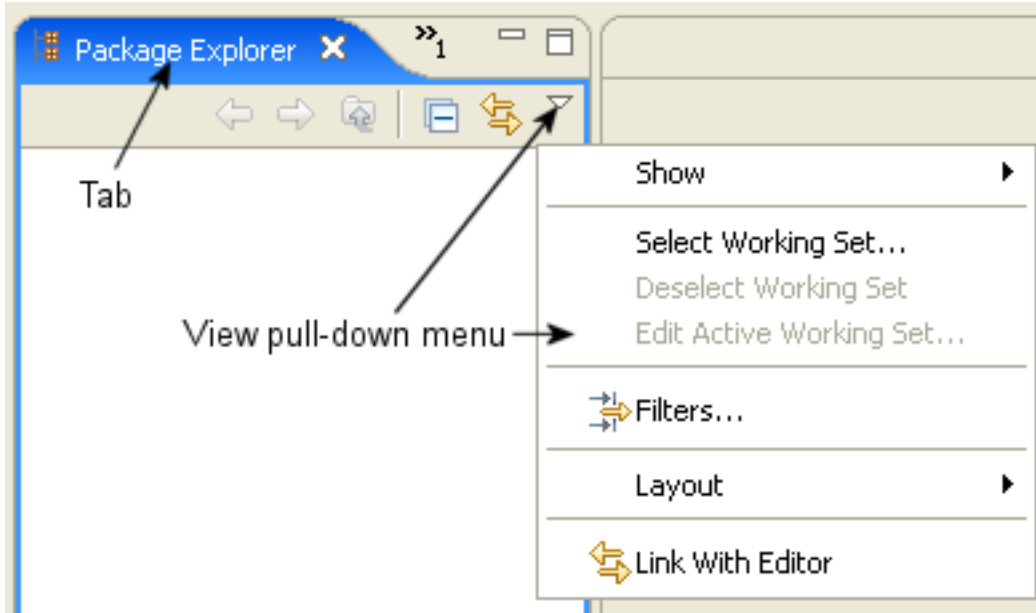 Package Explorer
»1
Tab
Show
Select Working Set...
Deselect Working Set
View pull-down menu
Edit Active Working Set...
Filters...
Layout
Link With Editor